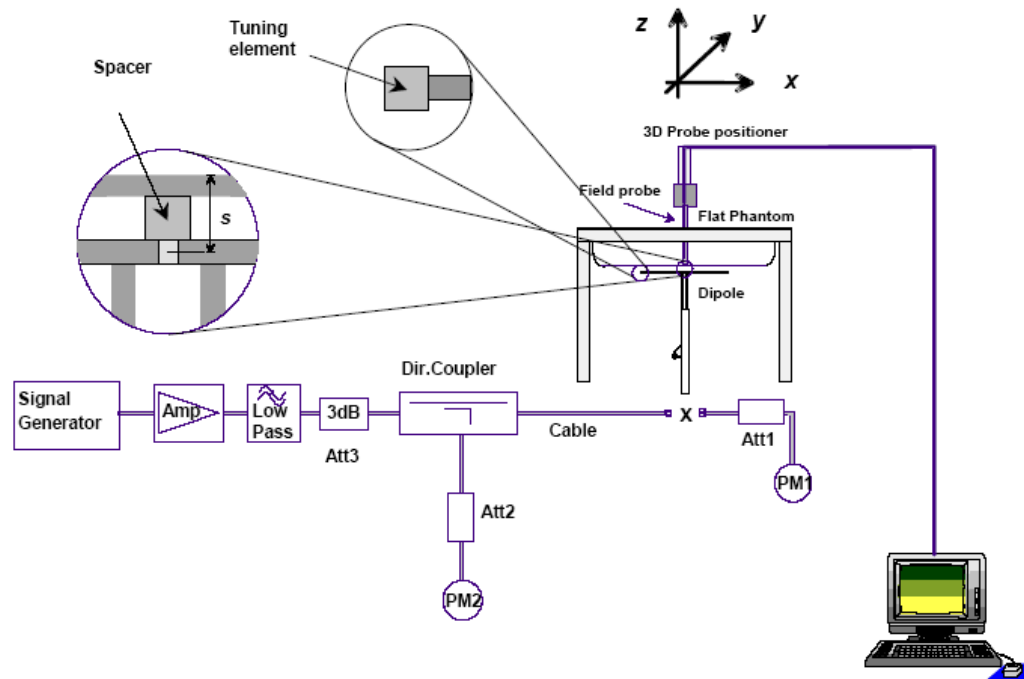 Tuning
element
Spacer
s
z
y
x
3D Probe positioner
Field probe
Flat Phantom
Dipole
Dir.Coupler
Signal
Generator
Amp
Low
Pass
3dB
Att3
Cable
X
Att1
PM1
Att2
PM2